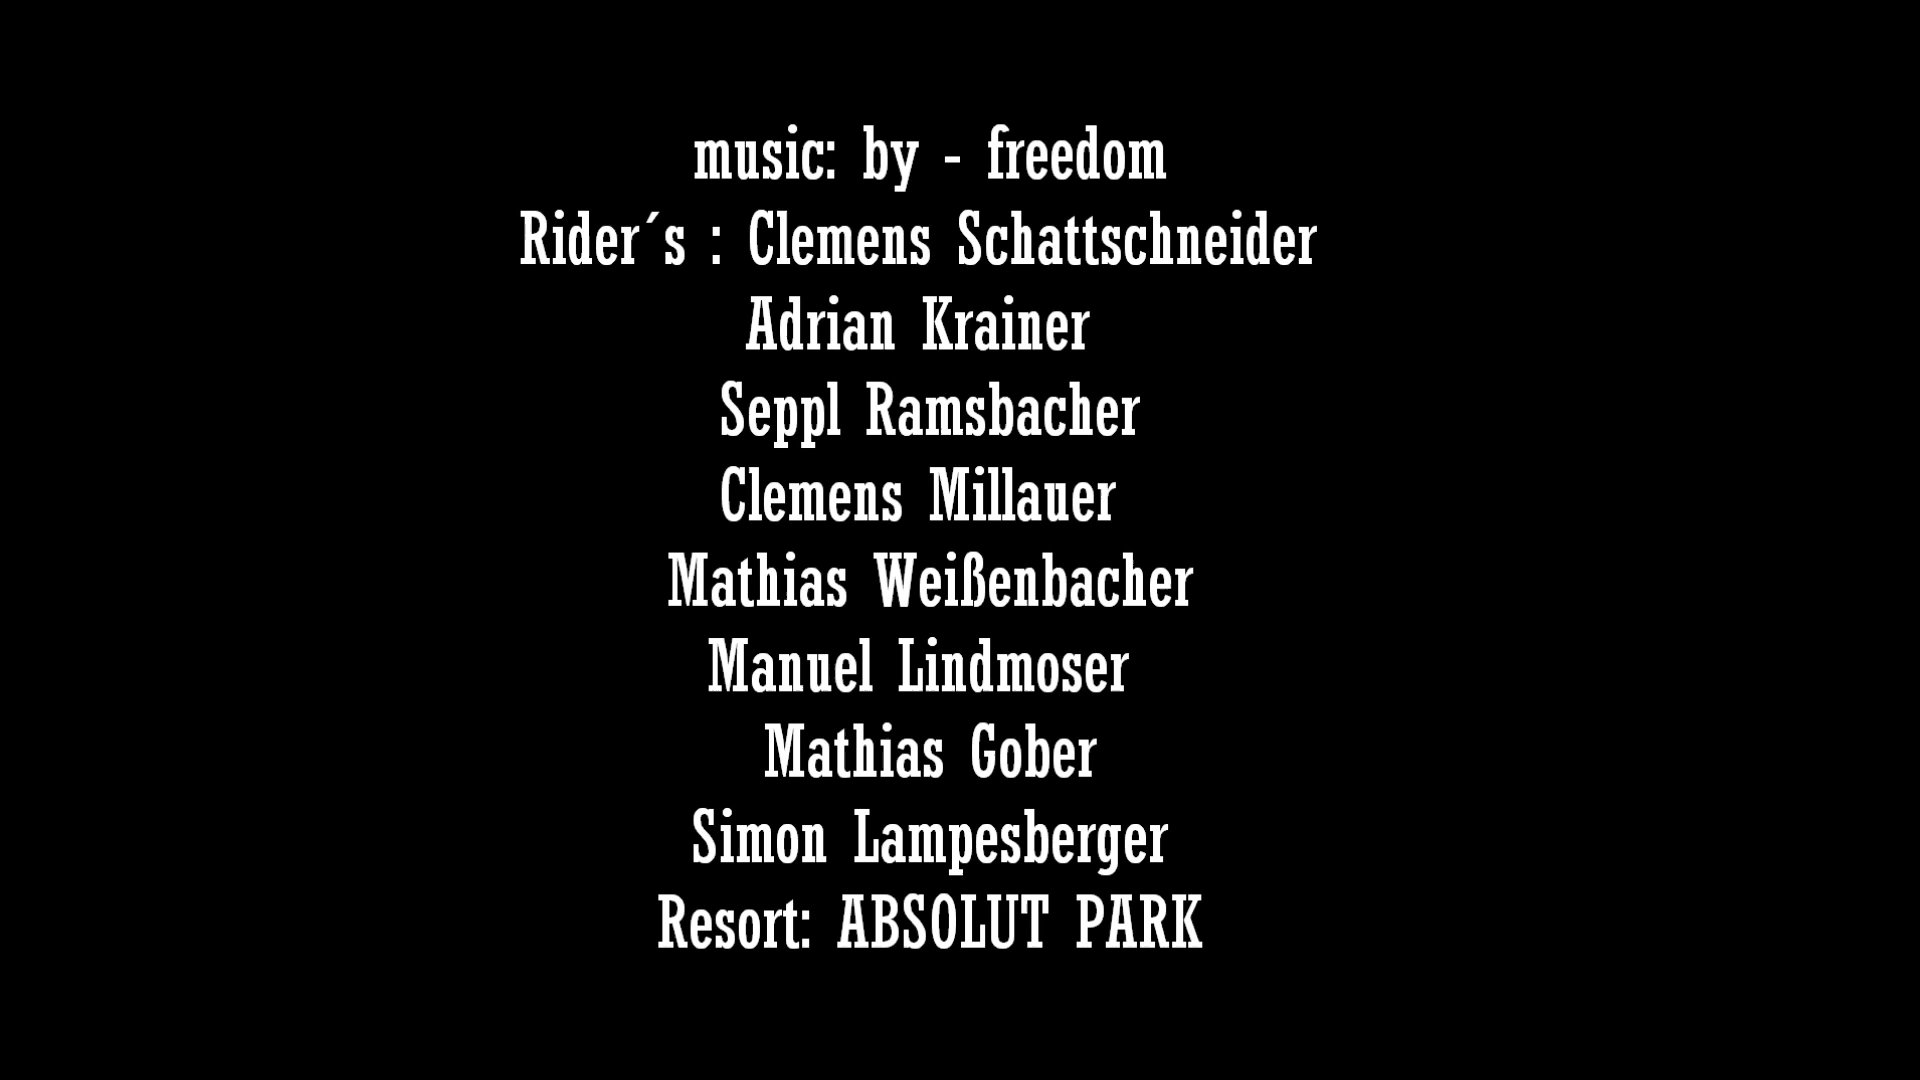 music: by - freedom
Rider´s : Clemens Schattschneider
Adrian Krainer
Seppl Ramsbacher
Clemens Millauer
Mathias Weißenbacher
Manuel Lindmoser
Mathias Gober
Simon Lampesberger
Resort: ABSOLUT PARK